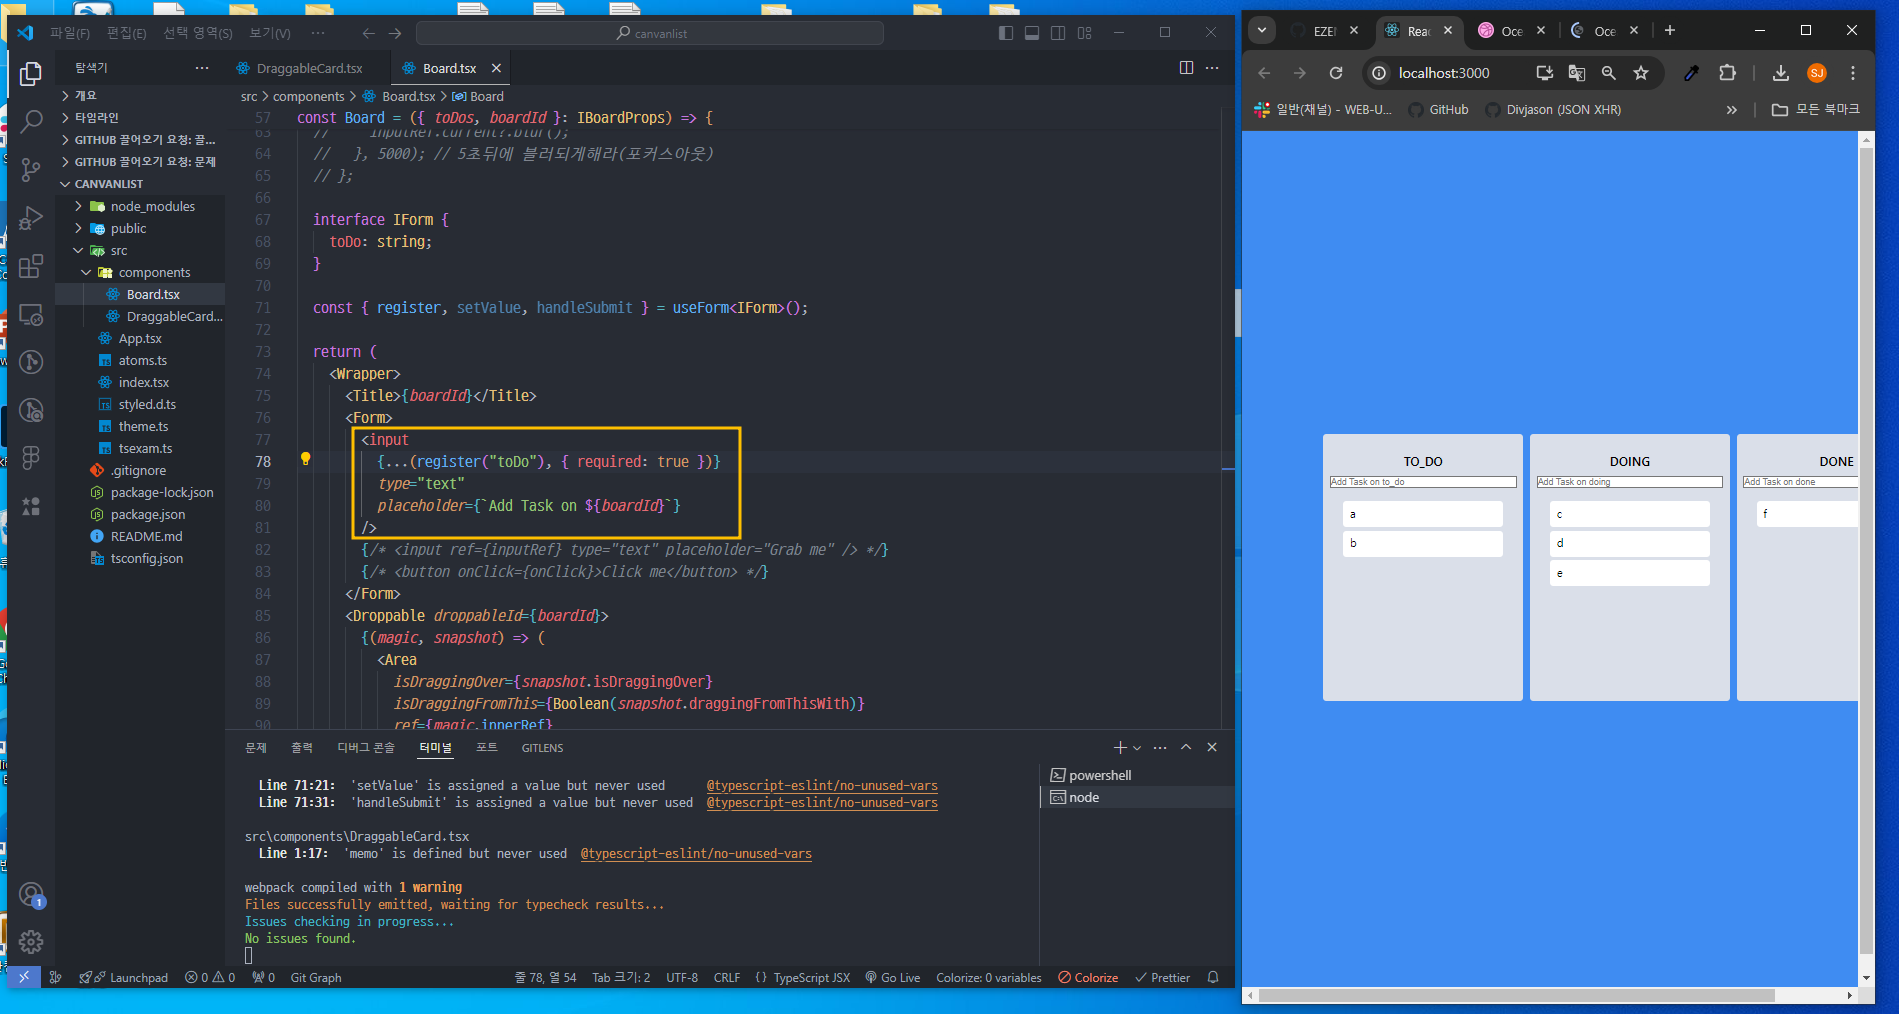 파일(F) 편집(E) 선택 영역(S) 보기(V) ··· canvanlist
탐색기
개요
타임라인
GITHUB 끌어오기 요청: 끌...
GITHUB 끌어오기 요청: 문제
CANVANLIST
node_modules
public
src
components
Board.tsx
DraggableCard...
App.tsx
atoms.ts
index.tsx
styled.d.ts
theme.ts
tsexam.ts
.gitignore
package-lock.json
package.json
README.md
tsconfig.json
DraggableCard.tsx Board.tsx
src > components > Board.tsx > Board
57 const Board = ({ toDos, boardId }: IBoardProps) => {
63 //     inputRef.current?.blur();
64 //   }, 5000); // 5초뒤에 블러되게해라(포커스아웃)
65 // };
66
67 interface IForm {
68 toDo: string;
69 }
70
71 const { register, setValue, handleSubmit } = useForm<IForm>();
72
73 return (
74 <Wrapper>
75 <Title>{boardId}</Title>
76 <Form>
77 <input
78 {...(register("toDo"), { required: true })}
79 type="text"
80 placeholder={`Add Task on ${boardId}`}
81 />
82 {/* <input ref={inputRef} type="text" placeholder="Grab me" /> */}
83 {/* <button onClick={onClick}>Click me</button> */}
84 </Form>
85 <Droppable droppableId={boardId}>
86 {(magic, snapshot) => (
87 <Area
88 isDraggingOver={snapshot.isDraggingOver}
89 isDraggingFromThis={Boolean(snapshot.draggingFromThisWith)}
90 ref={magic.innerRef}
문제 출력 디버그 콘솔 터미널 포트 GITLENS
Line 71:21:  'setValue' is assigned a value but never used  @typescript-eslint/no-unused-vars
Line 71:31:  'handleSubmit' is assigned a value but never used  @typescript-eslint/no-unused-vars
src\components\DraggableCard.tsx
Line 1:17:  'memo' is defined but never used  @typescript-eslint/no-unused-vars
webpack compiled with 1 warning
Files successfully emitted, waiting for typecheck results...
Issues checking in progress...
No issues found.
powershell
node
1
Launchpad 0 0 0 Git Graph 줄 78, 열 54 Tab 크기: 2 UTF-8 CRLF {} TypeScript JSX Go Live Colorize: 0 variables Colorize Prettier
EZEN Reac Oce Oce
localhost:3000 SJ
일반(채널) - WEB-U... GitHub Divjason (JSON XHR) » 모든 북마크
TO_DO
Add Task on to_do
a
b
DOING
Add Task on doing
c
d
e
DONE
Add Task on done
f